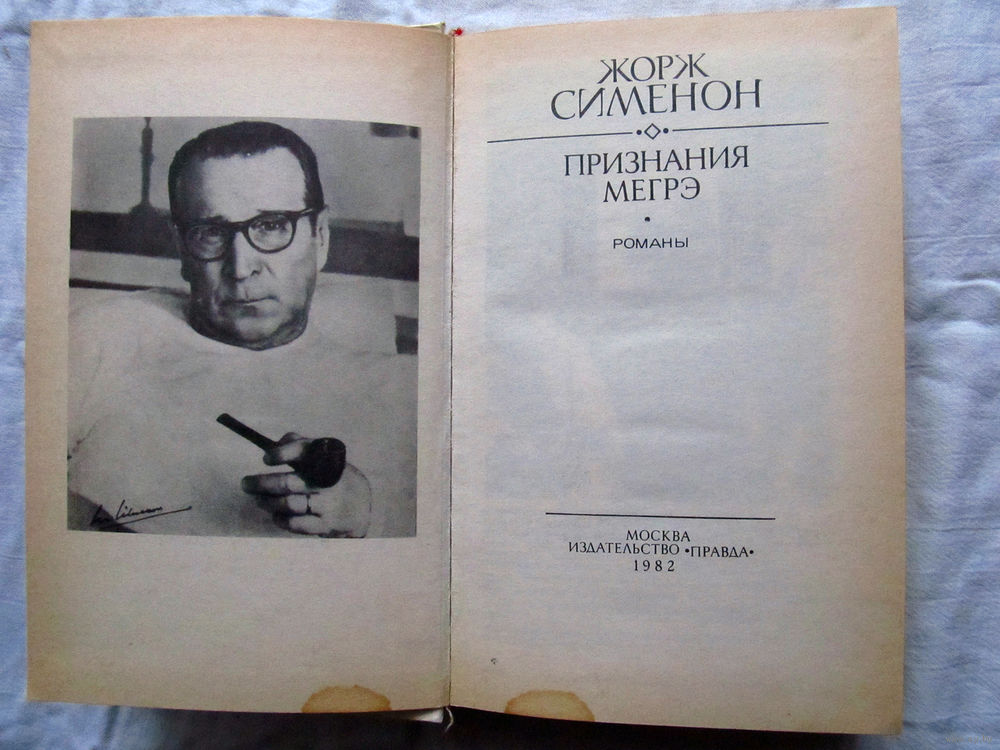 ЖОРЖ
СИМЕНОН
ПРИЗНАНИЯ
МЕГРЭ
РОМАНЫ
МОСКВА
ИЗДАТЕЛЬСТВО •ПРАВДА•
1982